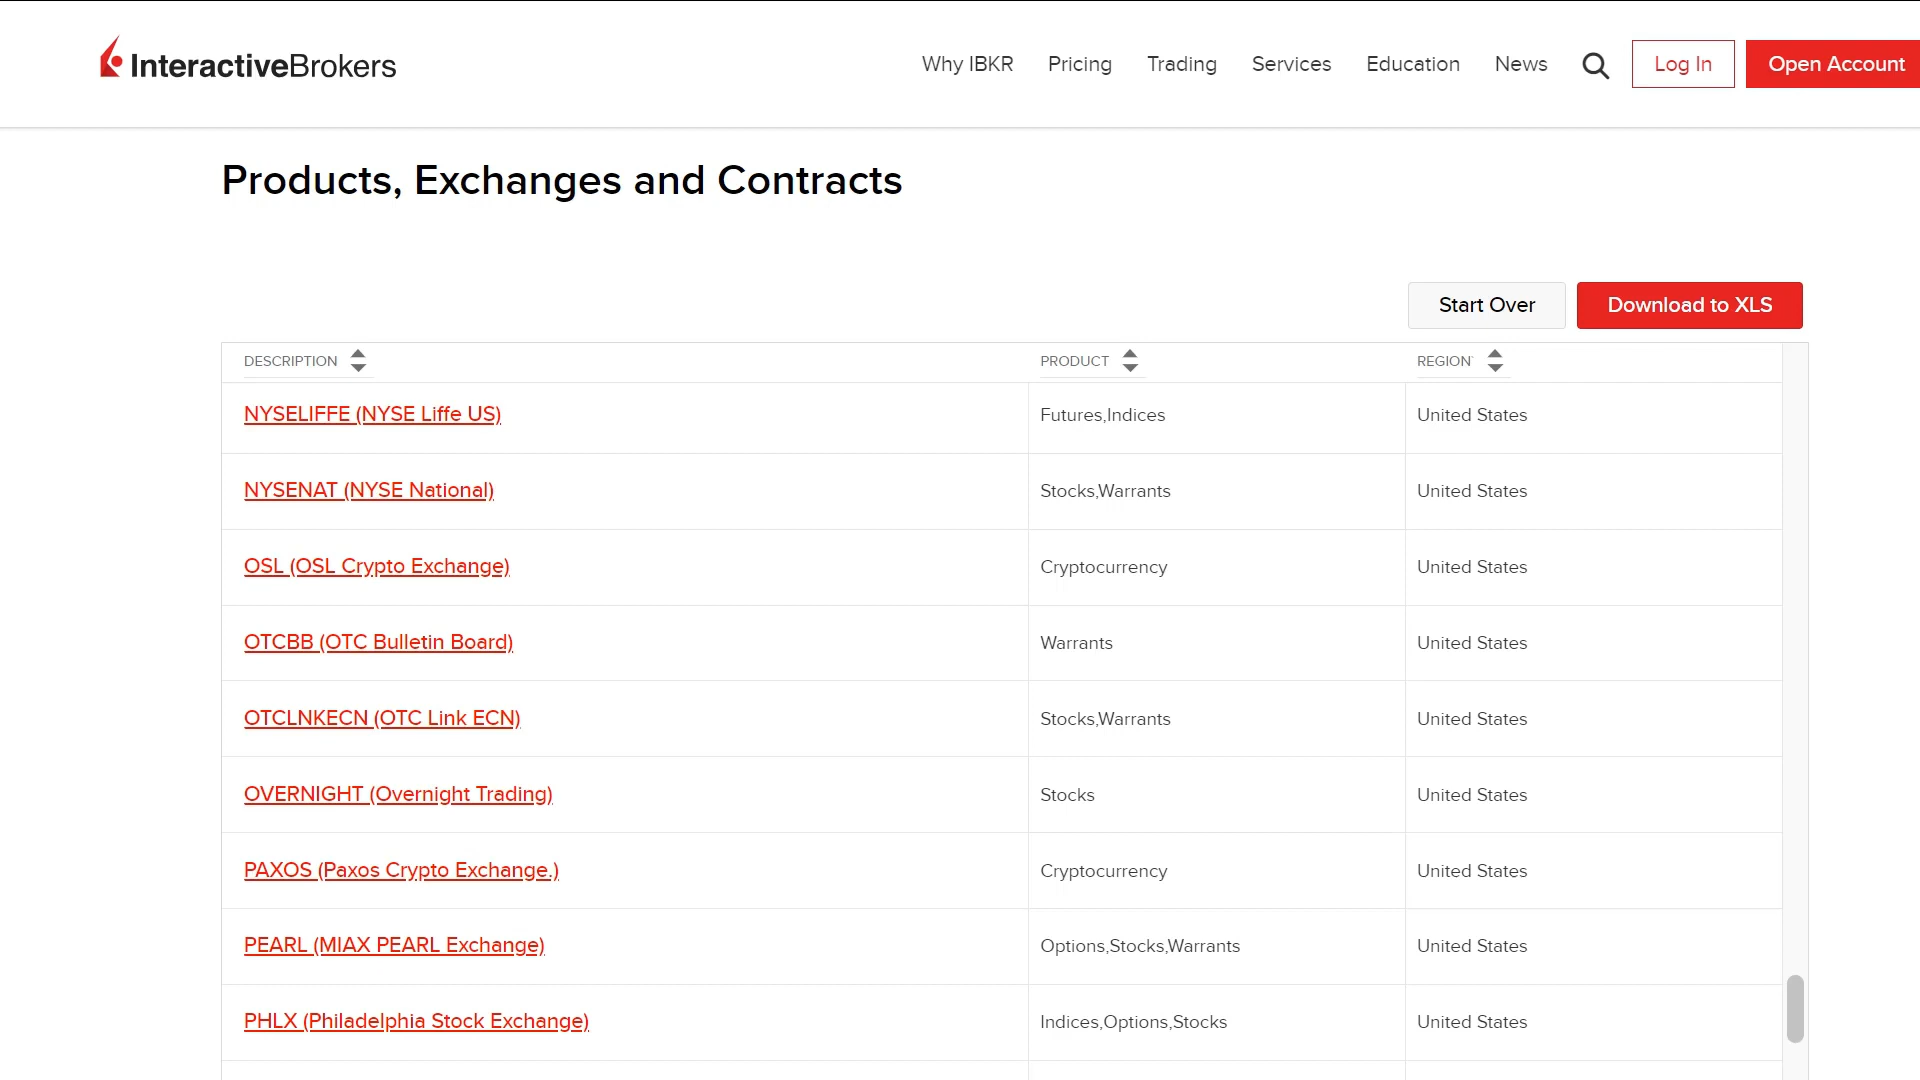 InteractiveBrokers
Why IBKR Pricing Trading Services Education News Log In Open Account
Products, Exchanges and Contracts
Start Over Download to XLS
DESCRIPTION PRODUCT REGION
NYSELIFFE (NYSE Liffe US) Futures,Indices United States
NYSENAT (NYSE National) Stocks,Warrants United States
OSL (OSL Crypto Exchange) Cryptocurrency United States
OTCBB (OTC Bulletin Board) Warrants United States
OTCLNKECN (OTC Link ECN) Stocks,Warrants United States
OVERNIGHT (Overnight Trading) Stocks United States
PAXOS (Paxos Crypto Exchange.) Cryptocurrency United States
PEARL (MIAX PEARL Exchange) Options,Stocks,Warrants United States
PHLX (Philadelphia Stock Exchange) Indices,Options,Stocks United States